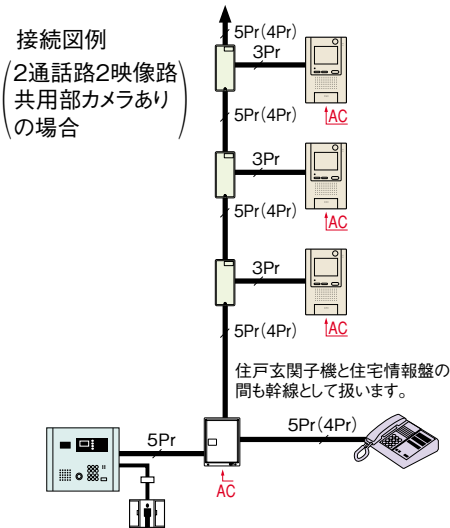 接続図例
2通話路2映像路
共用部カメラあり
の場合
5Pr(4Pr)
3Pr
AC
5Pr(4Pr)
3Pr
5Pr(4Pr)
AC
3Pr
5Pr(4Pr)
AC
住戸玄関子機と住宅情報盤の
間も幹線として扱います。
5Pr
5Pr(4Pr)
AC